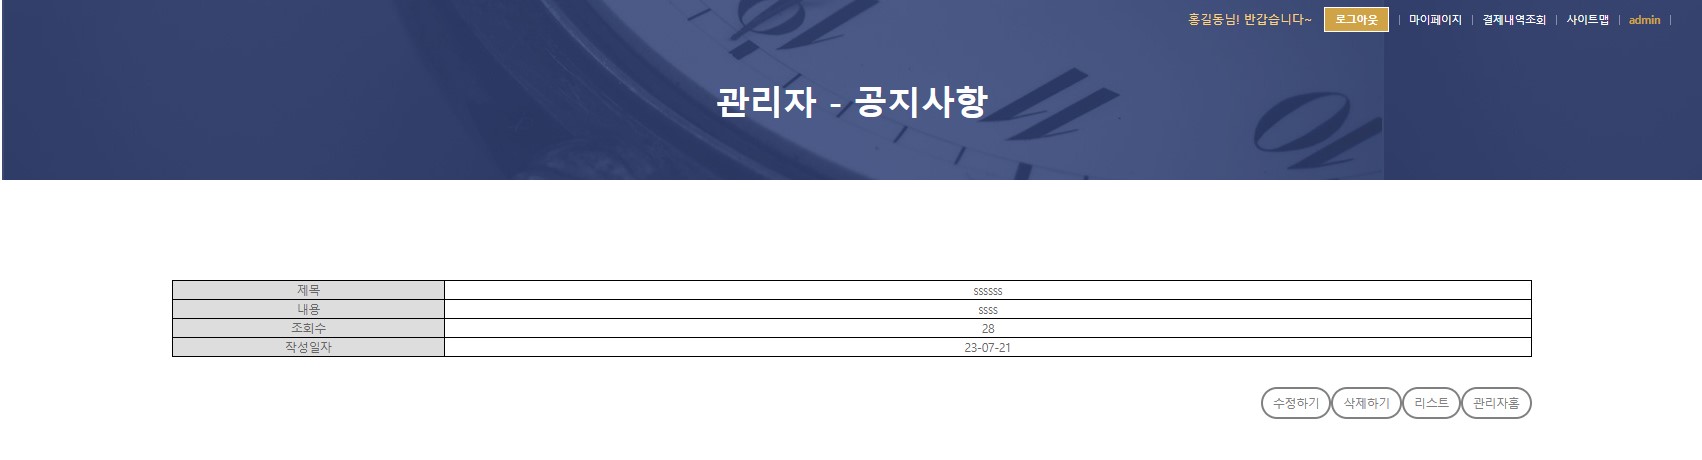 홍길동님! 반갑습니다~ 로그아웃 | 마이페이지 | 결제내역조회 | 사이트맵 | admin |
관리자 - 공지사항
제목 ssssss
내용 ssss
조회수 28
작성일자 23-07-21
수정하기 삭제하기 리스트 관리자홈